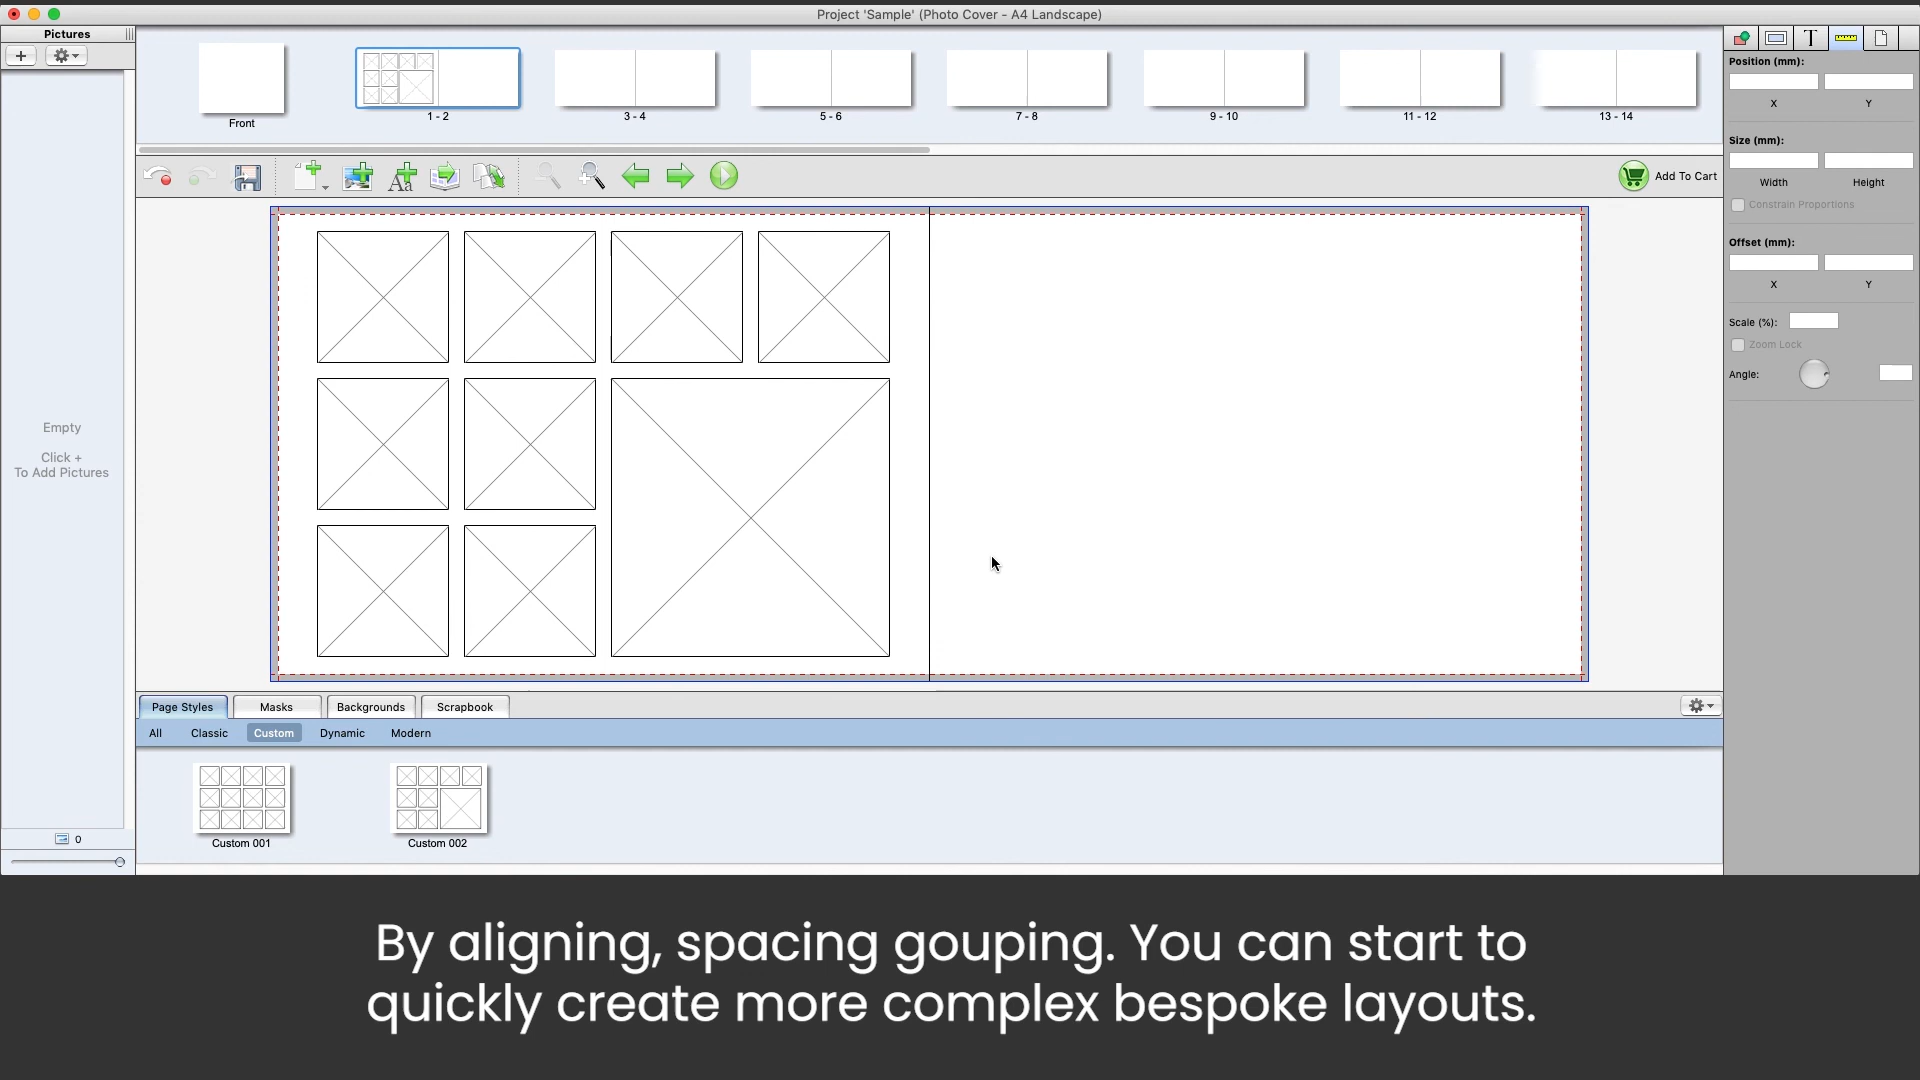 Project 'Sample' (Photo Cover - A4 Landscape)
Pictures
Front
1 - 2
3 - 4
5 - 6
7 - 8
9 - 10
11 - 12
13 - 14
T
Aa
Add To Cart
Position (mm):
X Y
Size (mm):
Width Height
Constrain Proportions
Offset (mm):
X Y
Scale (%):
Zoom Lock
Angle:
Empty
Click +
To Add Pictures
0
Page Styles Masks Backgrounds Scrapbook
All Classic Custom Dynamic Modern
Custom 001
Custom 002
By aligning, spacing gouping. You can start to
quickly create more complex bespoke layouts.